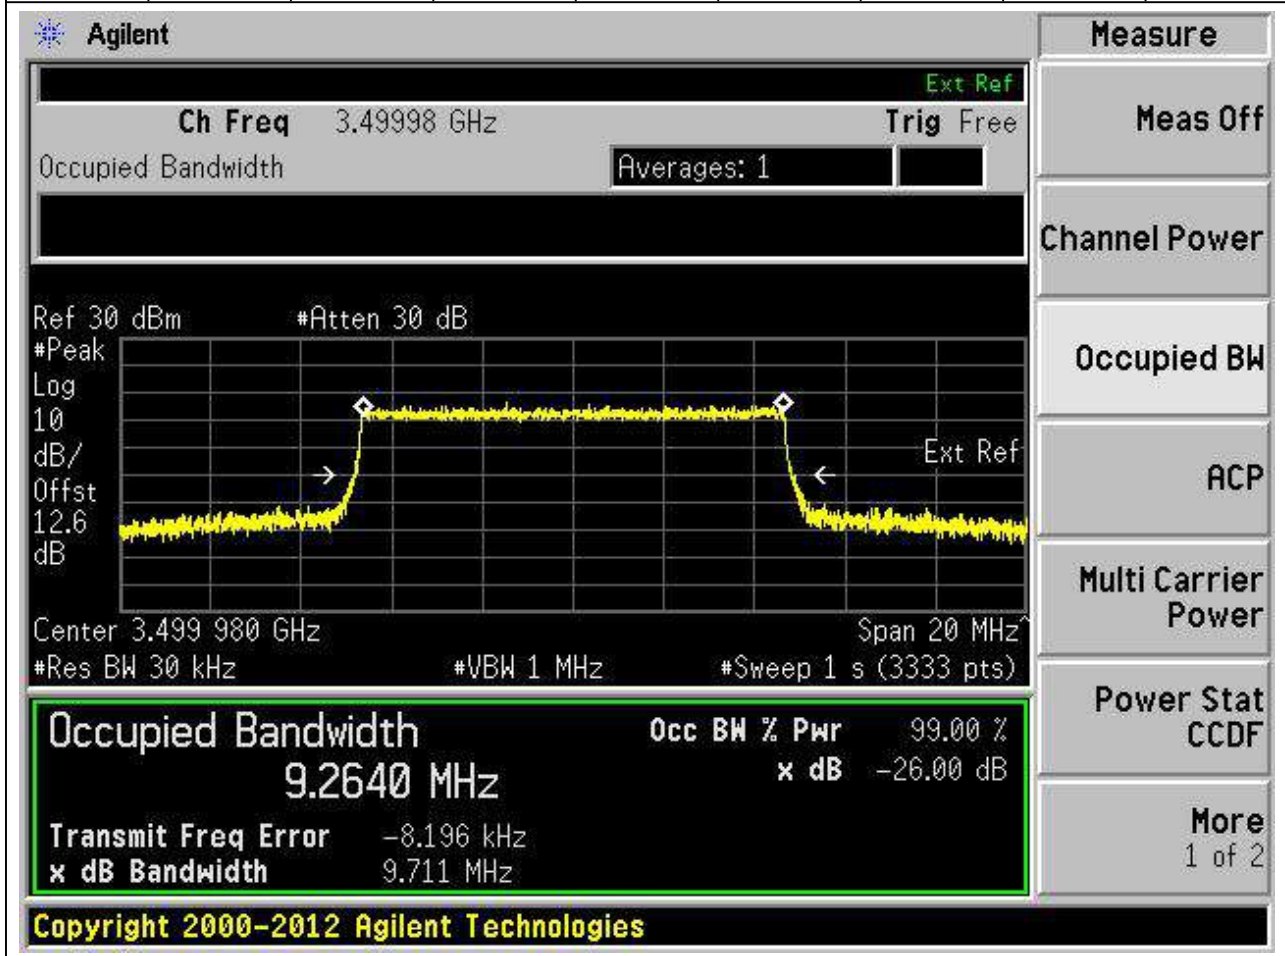 Agilent
Measure
Ext Ref
Ch Freq 3.49998 GHz Trig Free
Meas Off
Occupied Bandwidth Averages: 1
Channel Power
Ref 30 dBm #Atten 30 dB
#Peak
Log
10
dB/
Offst
12.6
dB
Ext Ref
Occupied BW
ACP
Center 3.499 980 GHz Span 20 MHz^
#Res BW 30 kHz #VBW 1 MHz #Sweep 1 s (3333 pts)
Multi Carrier
Power
Occupied Bandwidth Occ BW % Pwr 99.00 %
9.2640 MHz x dB -26.00 dB
Transmit Freq Error -8.196 kHz
x dB Bandwidth 9.711 MHz
Power Stat
CCDF
More
1 of 2
Copyright 2000-2012 Agilent Technologies